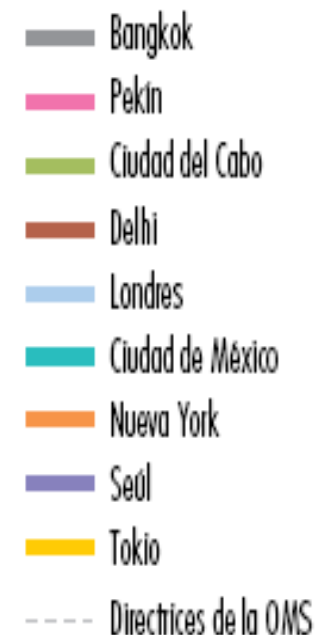 Bangkok
Pekín
Ciudad del Cabo
Delhi
Londres
Ciudad de México
Nueva York
Seúl
Tokio
Directrices de la OMS